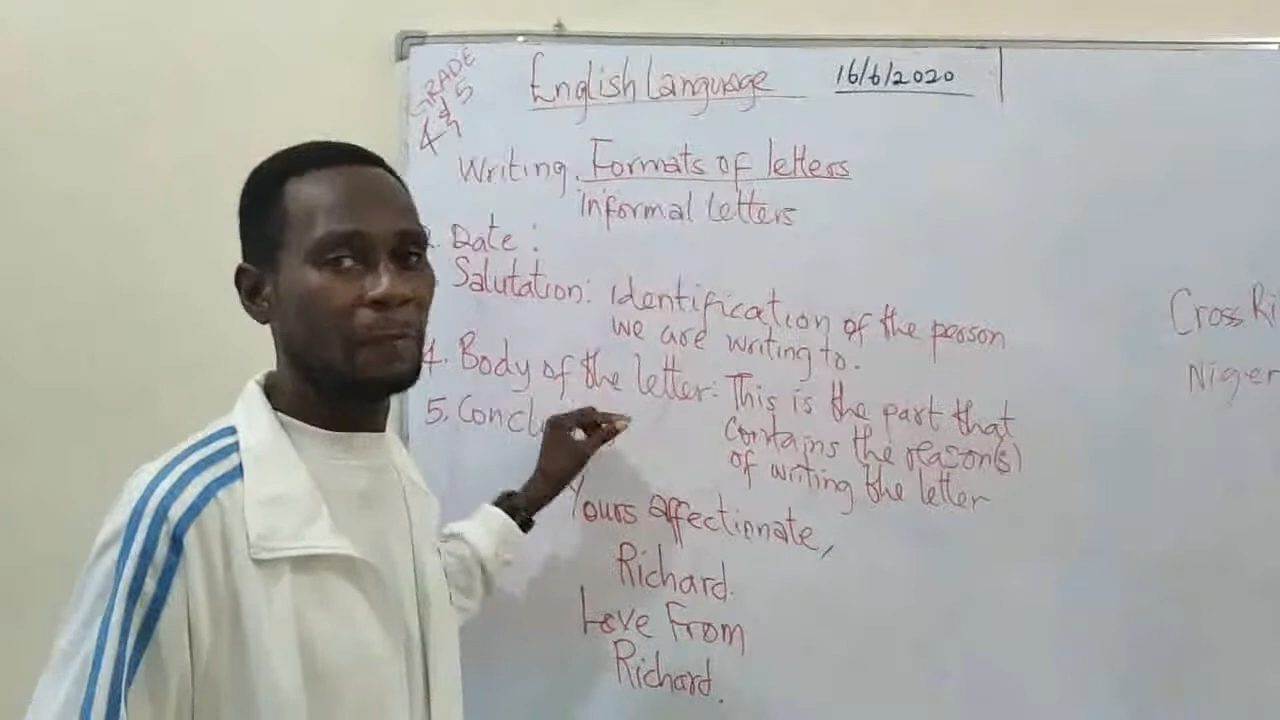 GRADE
4 & 5
English Language
16/6/2020
Writing. Formats of letters
Informal Letters
Date :
Salutation: Identification of the person
we are writing to.
4. Body of the letter: This is the part that
contains the reason(s)
of writing the letter
5. Conclu
Yours affectionate,
Richard.
Love From
Richard.
Cross Ri
Niger